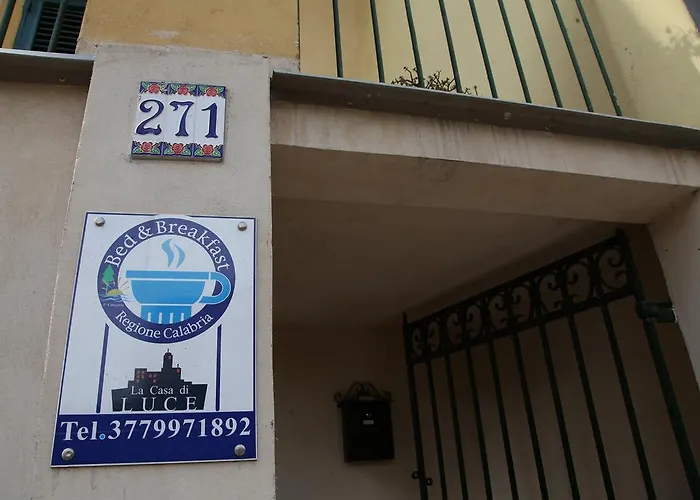 271
Bed & Breakfast
Regione Calabria
La Casa di
LUCE
Tel.3779971892